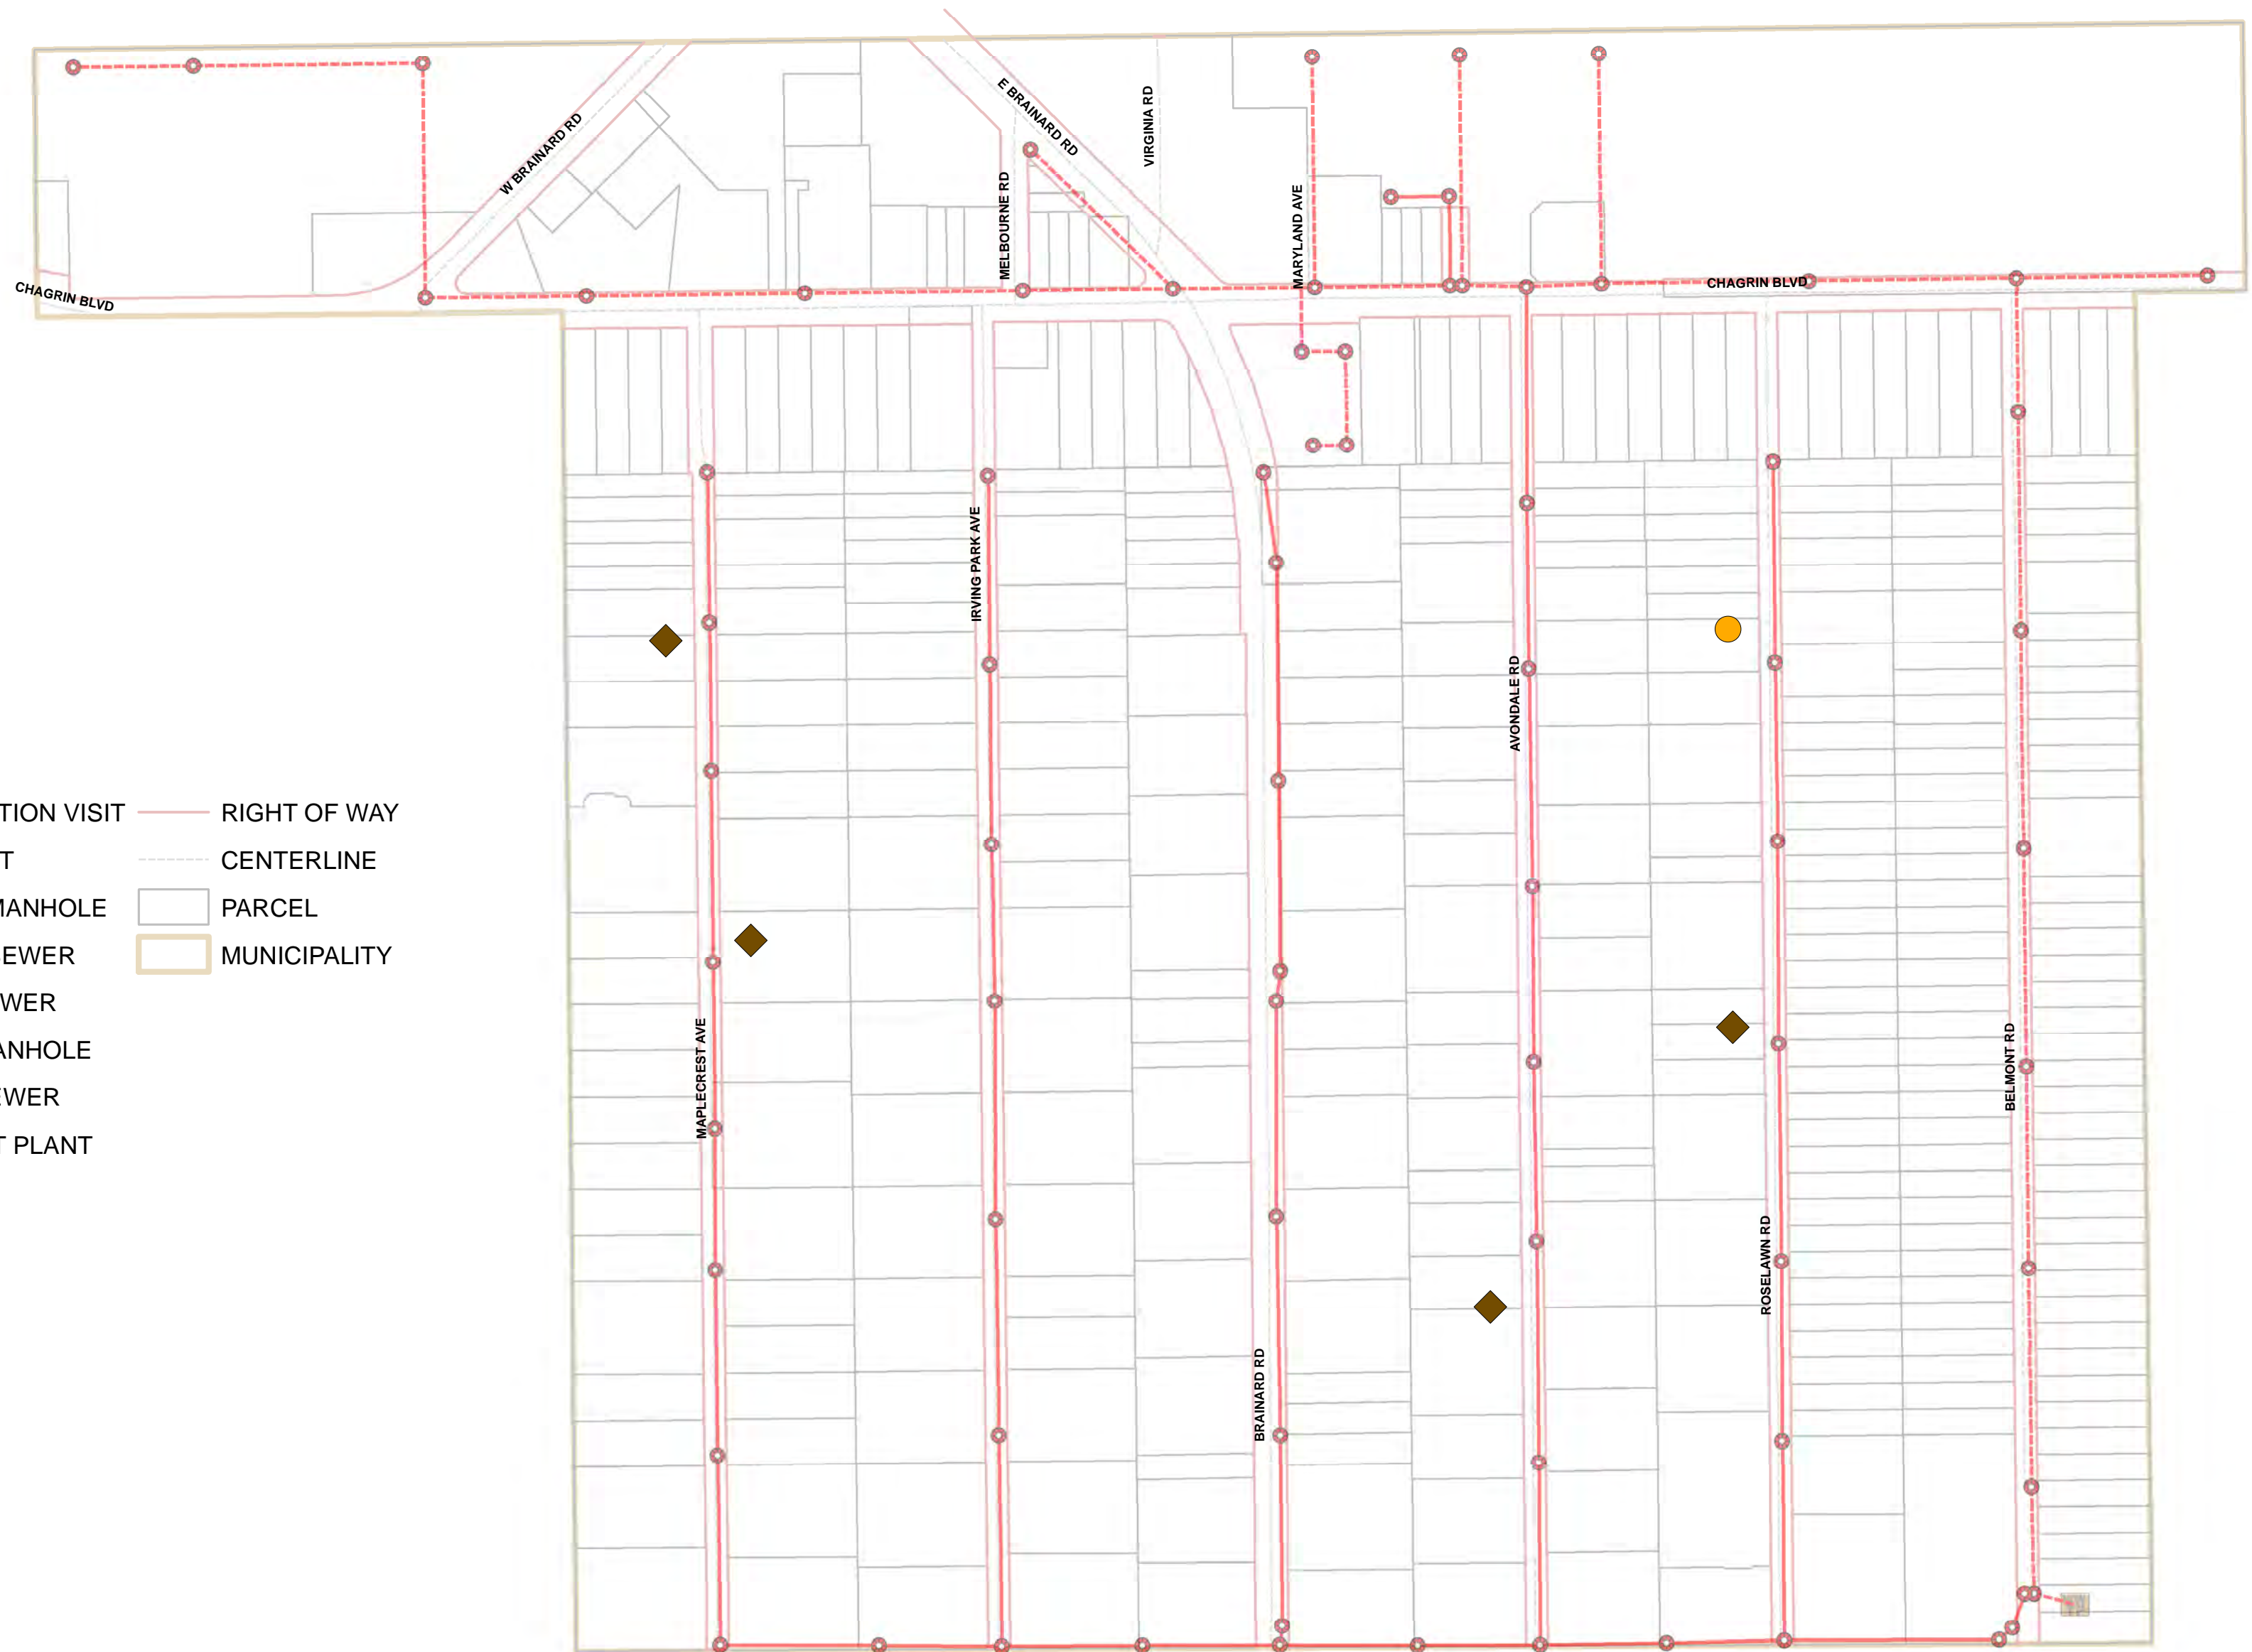 E BRAINARD RD
VIRGINIA RD
W BRAINARD RD
MELBOURNE RD
MARYLAND AVE
CHAGRIN BLVD
CHAGRIN BLVD
IRVING PARK AVE
AVONDALE RD
TION VISIT RIGHT OF WAY
T CENTERLINE
MANHOLE PARCEL
EWER MUNICIPALITY
WER
ANHOLE
EWER
T PLANT
MAPLECREST AVE
BELMONT RD
ROSELAWN RD
BRAINARD RD